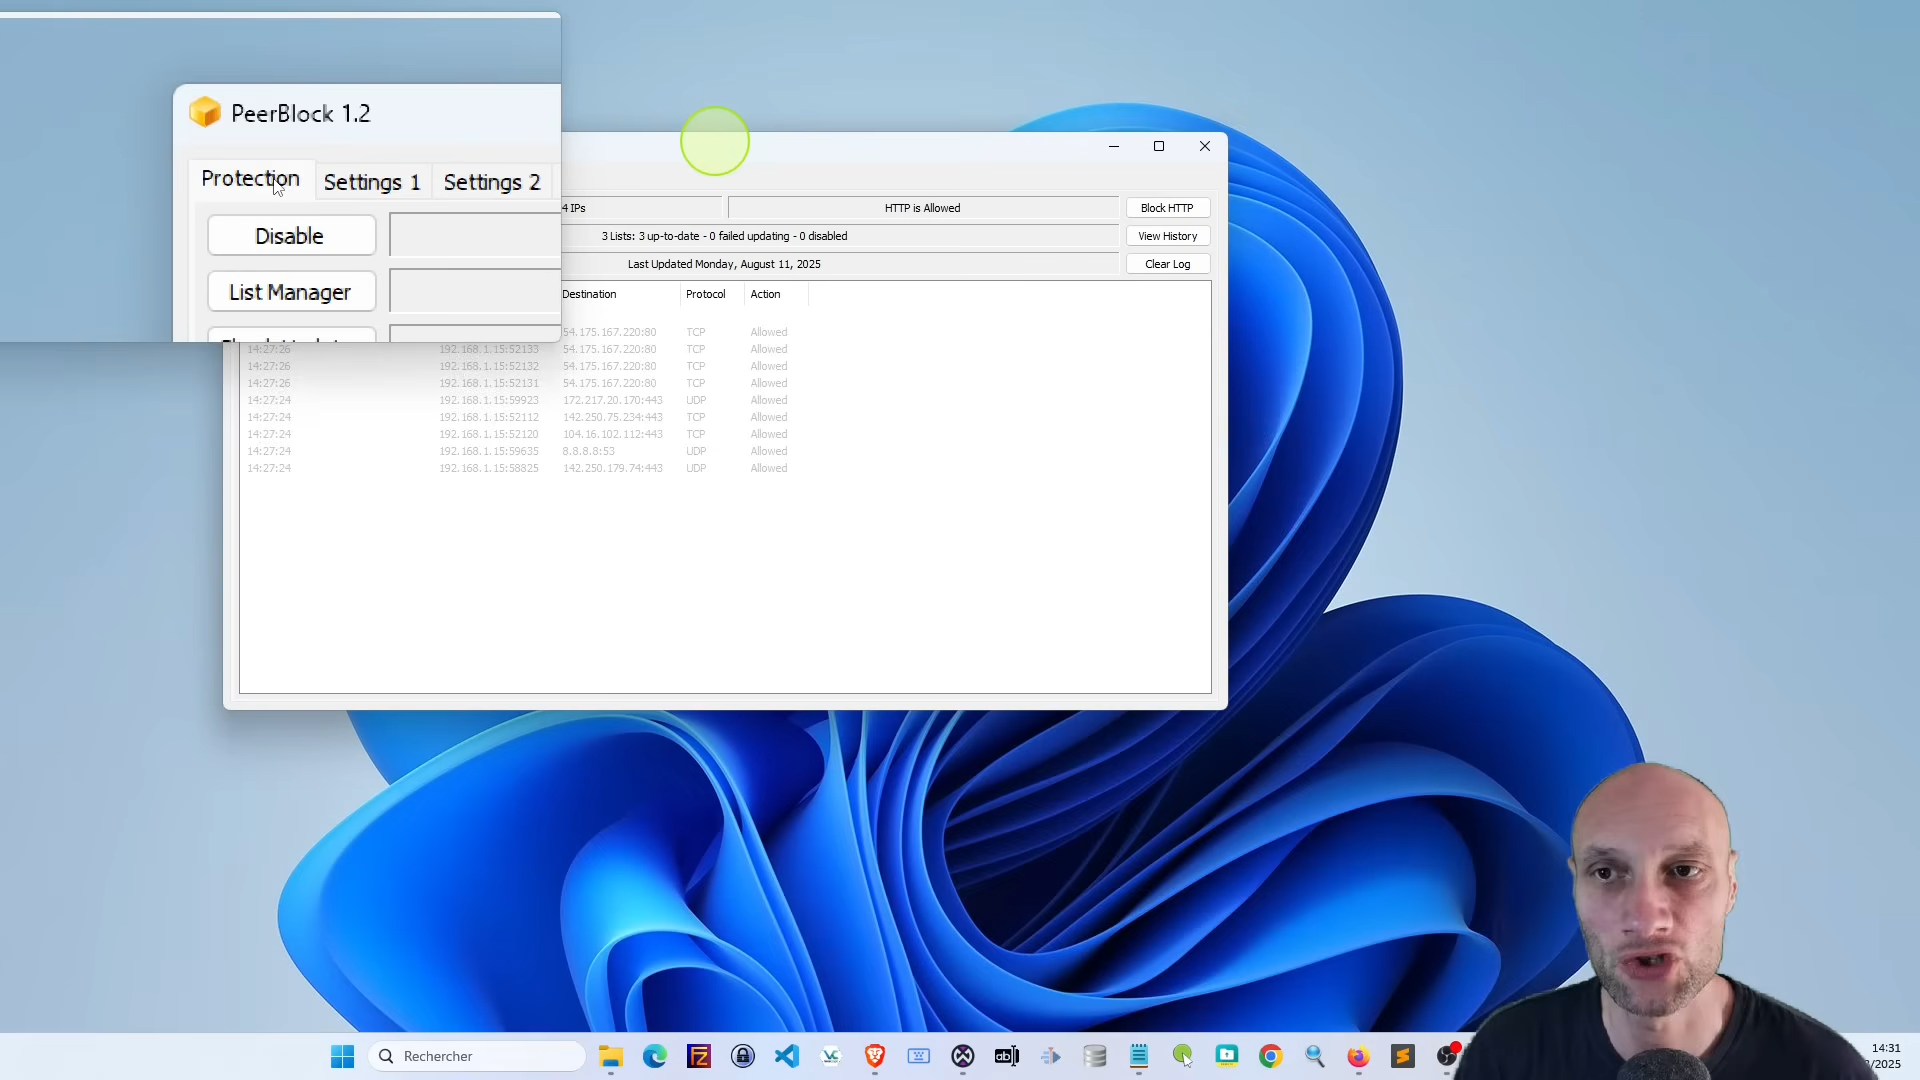 PeerBlock 1.2
Protection Settings 1 Settings 2
Disable 4 IPs HTTP is Allowed Block HTTP
List Manager 3 Lists: 3 up-to-date - 0 failed updating - 0 disabled View History
Last Updated Monday, August 11, 2025 Clear Log
Destination Protocol Action
54.175.167.220:80 TCP Allowed
14:27:26 192.168.1.15:52133 54.175.167.220:80 TCP Allowed
14:27:26 192.168.1.15:52132 54.175.167.220:80 TCP Allowed
14:27:26 192.168.1.15:52131 54.175.167.220:80 TCP Allowed
14:27:24 192.168.1.15:59923 172.217.20.170:443 UDP Allowed
14:27:24 192.168.1.15:52112 142.250.75.234:443 TCP Allowed
14:27:24 192.168.1.15:52120 104.16.102.112:443 TCP Allowed
14:27:24 192.168.1.15:59635 8.8.8.8:53 UDP Allowed
14:27:24 192.168.1.15:58825 142.250.179.74:443 UDP Allowed
Rechercher
14:31
/2025